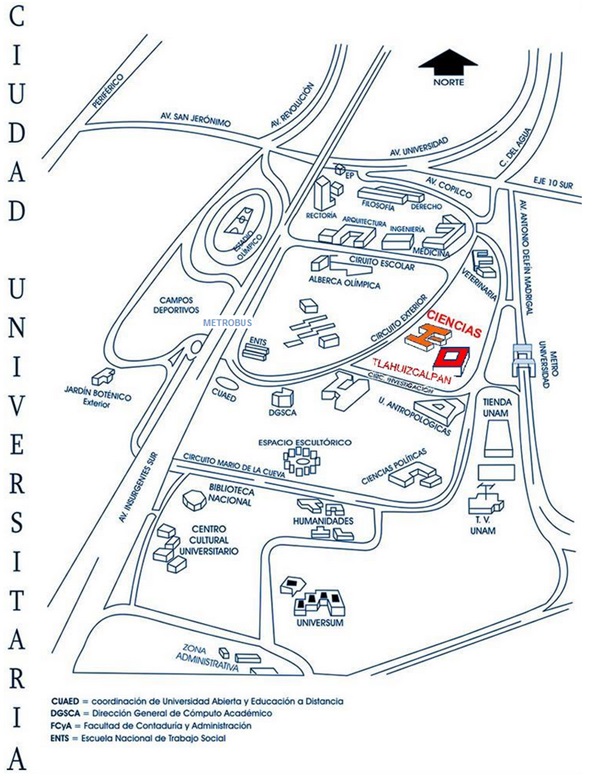 CIUDAD UNIVERSITARIA
NORTE
PERIFÉRICO
AV. SAN JERÓNIMO
AV. REVOLUCIÓN
AV. UNIVERSIDAD
C. DEL AGUA
EP
AV. COPILCO
EJE 10 SUR
FILOSOFÍA
DERECHO
RECTORÍA
ARQUITECTURA
INGENIERÍA
MEDICINA
AV. ANTONIO DELFÍN MADRIGAL
ESTADIO
OLÍMPICO
CIRUITO ESCOLAR
ALBERCA OLÍMPICA
VETERINARIA
CAMPOS
DEPORTIVOS
METROBUS
CIRCUITO EXTERIOR
CIENCIAS
ENTS
TLAHUIZCALPAN
METRO
UNIVERSIDAD
CIRC. INVESTIGACIÓN
JARDÍN BOTÉNICO
Exterior
CUAED
DGSCA
U. ANTROPOLÓGICAS
TIENDA
UNAM
ESPACIO ESCULTÓRICO
AV. INSURGENTES SUR
CIRCUITO MARIO DE LA CUEVA
CIENCIAS POLÍTICAS
BIBLIOTECA
NACIONAL
HUMANIDADES
T. V.
UNAM
CENTRO
CULTURAL
UNIVERSITARIO
UNIVERSUM
ZONA
ADMINISTRATIVA
CUAED = coordinación de Universidad Abierta y Educación a Distancia
DGSCA = Dirección General de Cómputo Académico
FCyA = Facultad de Contaduría y Administración
ENTS = Escuela Nacional de Trabajo Social